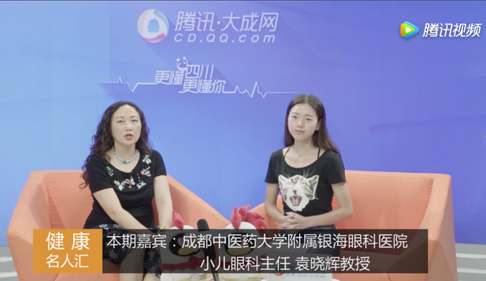 腾讯·大成网
CD.QQ.COM
腾讯视频
更懂四川
更懂你
健康
名人汇
本期嘉宾：成都中医药大学附属银海眼科医院
小儿眼科主任 袁晓辉教授